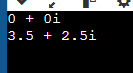 0 + 0i
3.5 + 2.5i